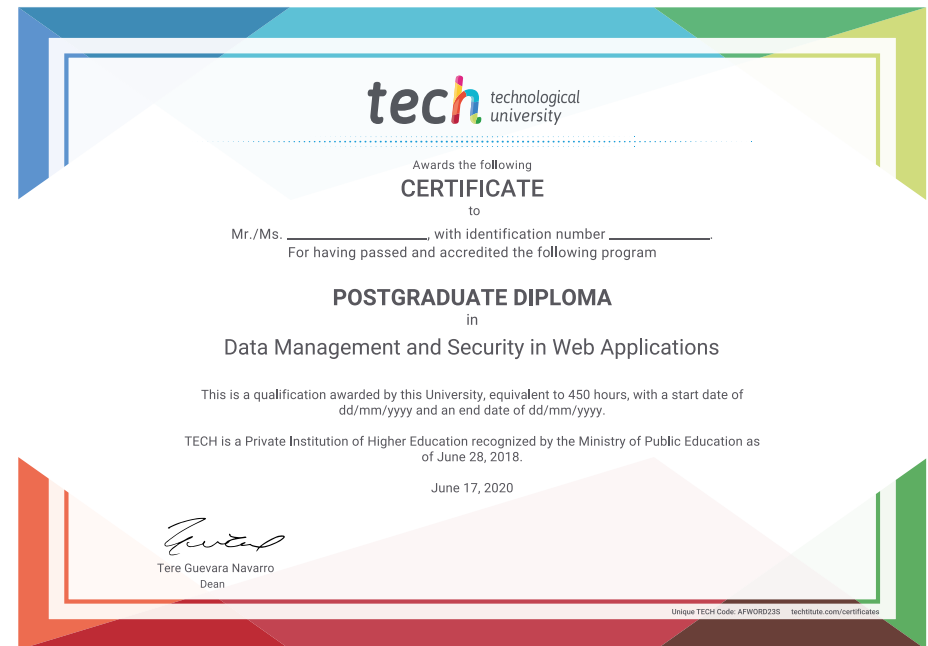 tech technological
university
Awards the following
CERTIFICATE
to
Mr./Ms. ____________________, with identification number ______________.
For having passed and accredited the following program
POSTGRADUATE DIPLOMA
in
Data Management and Security in Web Applications
This is a qualification awarded by this University, equivalent to 450 hours, with a start date of
dd/mm/yyyy and an end date of dd/mm/yyyy.
TECH is a Private Institution of Higher Education recognized by the Ministry of Public Education as
of June 28, 2018.
June 17, 2020
Tere Guevara Navarro
Dean
Unique TECH Code: AFWORD23S techtitute.com/certificates